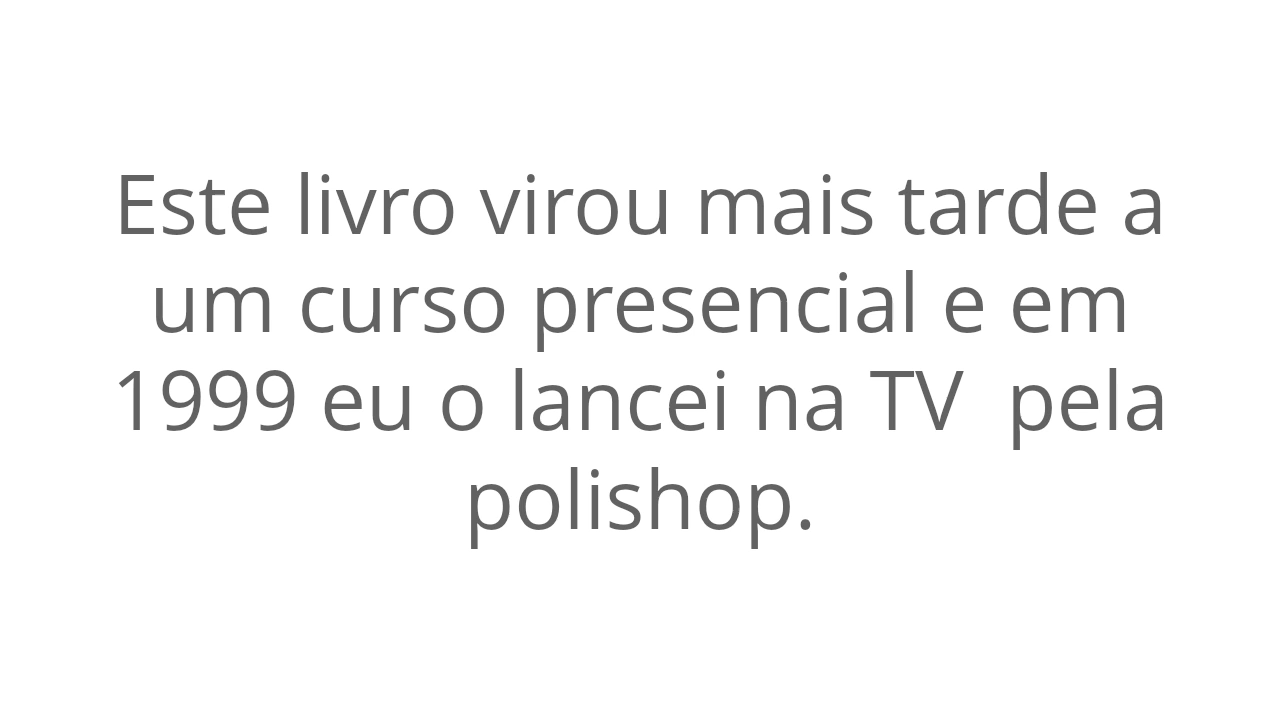 Este livro virou mais tarde a
um curso presencial e em
1999 eu o lancei na TV  pela
polishop.